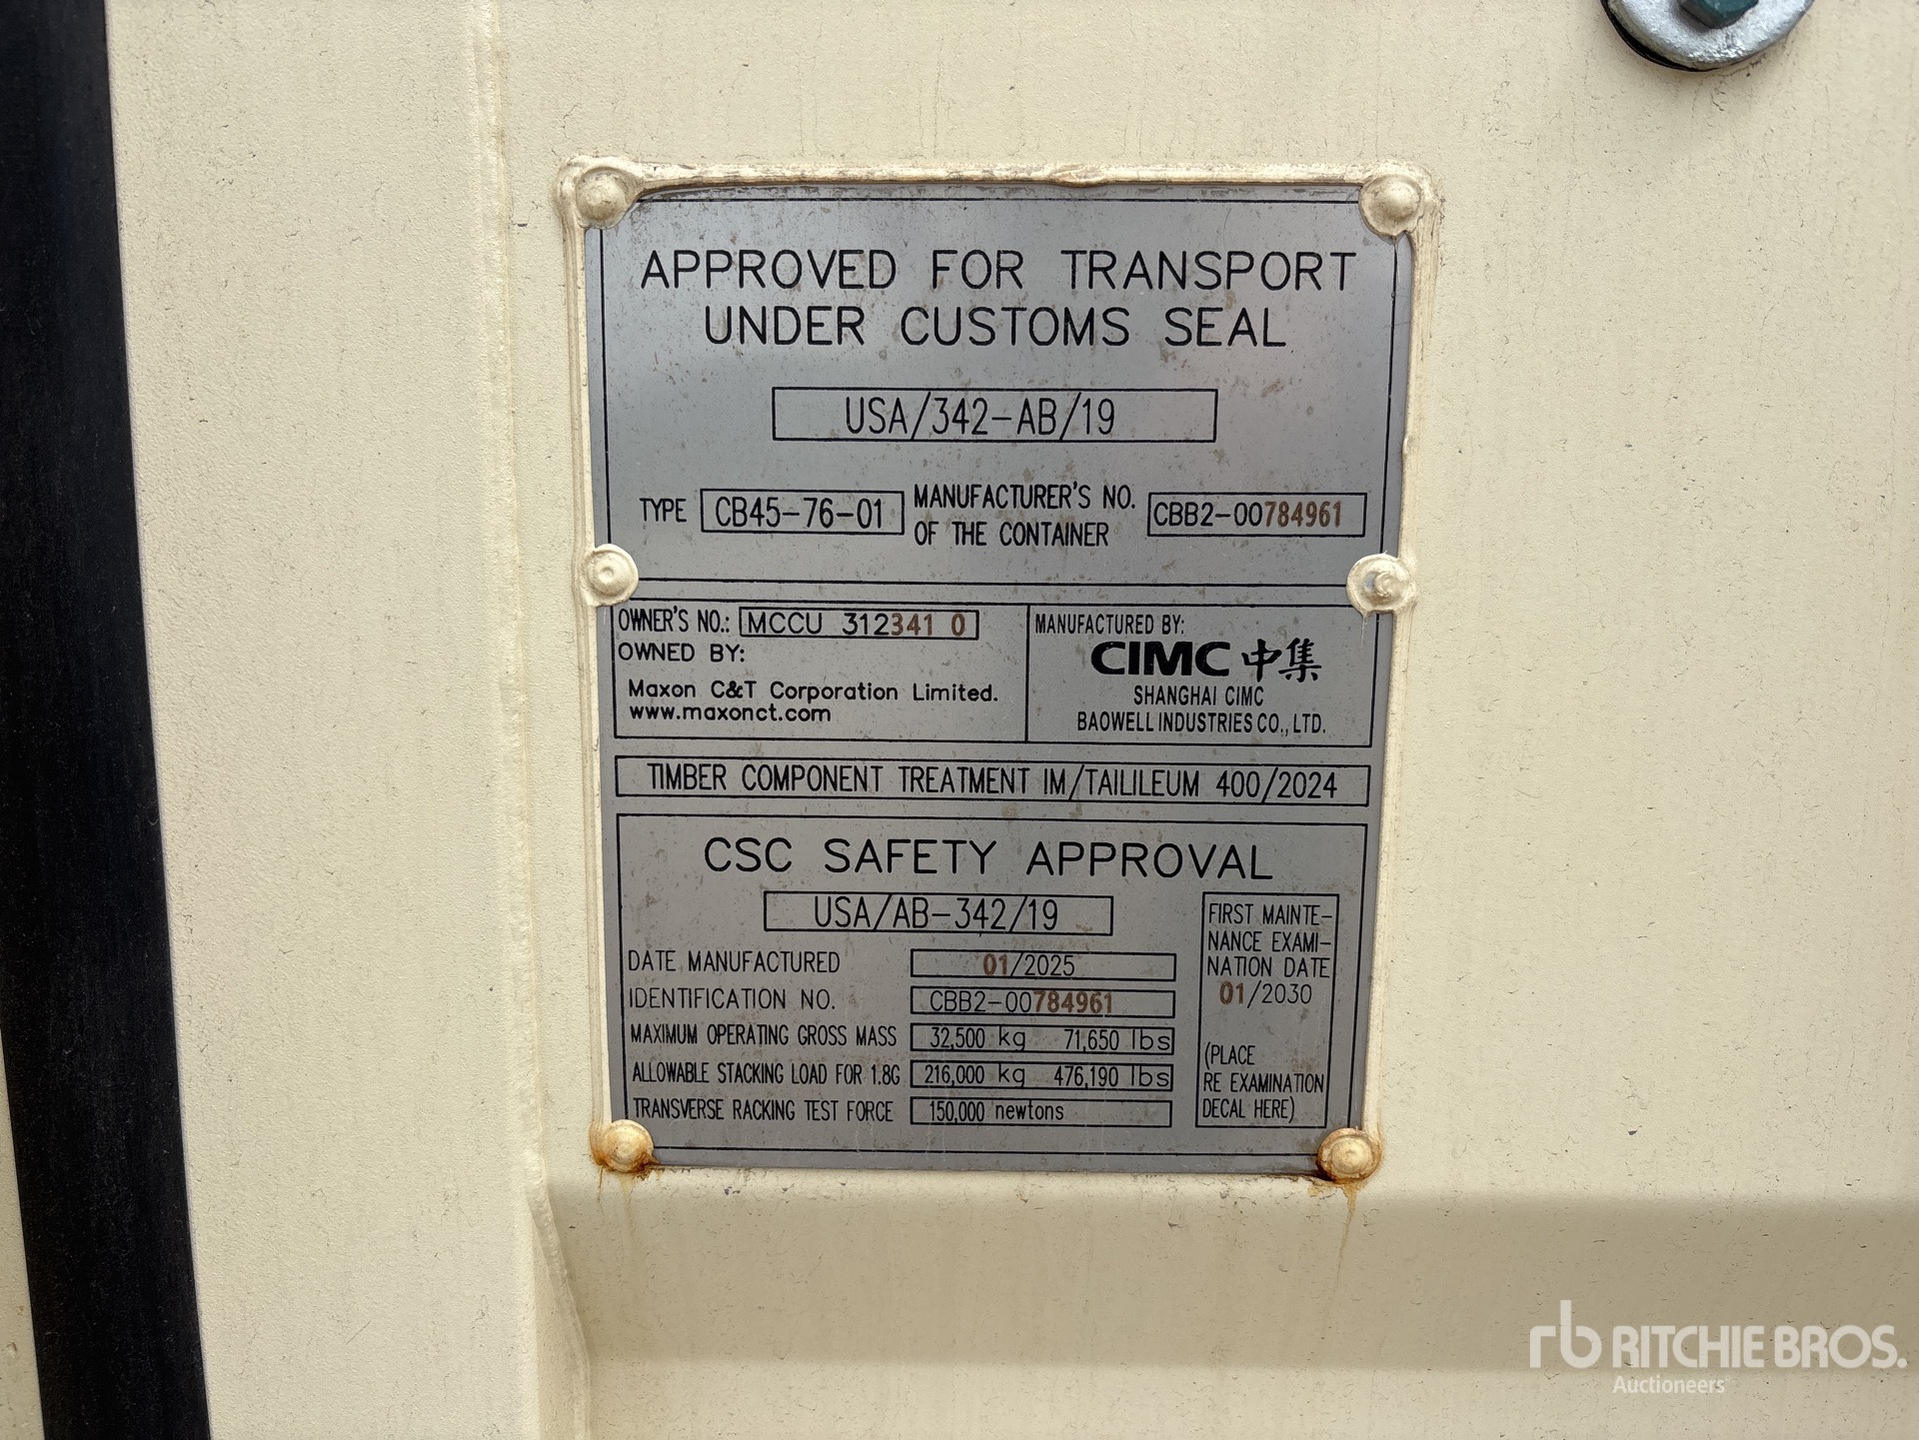 APPROVED FOR TRANSPORT
UNDER CUSTOMS SEAL
USA/342-AB/19
TYPE CB45-76-01 MANUFACTURER'S NO. OF THE CONTAINER CBB2-00784961
OWNER'S NO.: MCCU 312341 0
OWNED BY:
Maxon C&T Corporation Limited.
www.maxonct.com
MANUFACTURED BY:
CIMC 中集
SHANGHAI CIMC
BAOWELL INDUSTRIES CO., LTD.
TIMBER COMPONENT TREATMENT IM/TAILILEUM 400/2024
CSC SAFETY APPROVAL
USA/AB-342/19
DATE MANUFACTURED 01/2025
IDENTIFICATION NO. CBB2-00784961
MAXIMUM OPERATING GROSS MASS 32,500 kg 71,650 lbs
ALLOWABLE STACKING LOAD FOR 1.8G 216,000 kg 476,190 lbs
TRANSVERSE RACKING TEST FORCE 150,000 newtons
FIRST MAINTE-
NANCE EXAMI-
NATION DATE
01/2030
(PLACE
RE EXAMINATION
DECAL HERE)
rb RITCHIE BROS.
Auctioneers